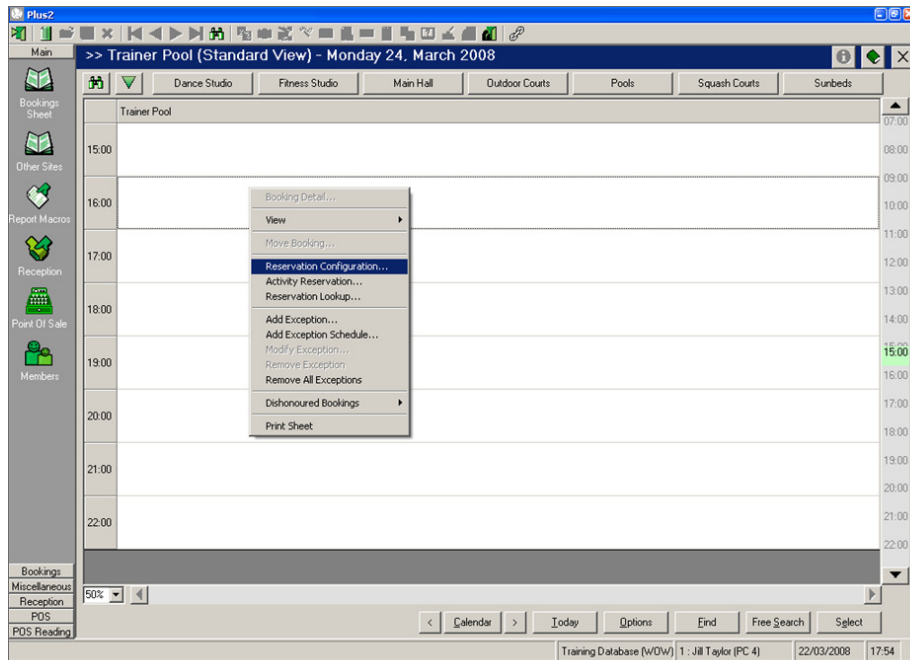 Plus2
Main
>> Trainer Pool (Standard View) - Monday 24, March 2008
Dance Studio Fitness Studio Main Hall Outdoor Courts Pools Squash Courts Sunbeds
Bookings
Sheet
Other Sites
Report Macros
Reception
Point Of Sale
Members
Trainer Pool
15:00
16:00
17:00
18:00
19:00
20:00
21:00
22:00
Booking Detail...
View
Move Booking...
Reservation Configuration...
Activity Reservation...
Reservation Lookup...
Add Exception...
Add Exception Schedule...
Modify Exception...
Remove Exception
Remove All Exceptions
Dishonoured Bookings
Print Sheet
07:00
08:00
09:00
10:00
11:00
12:00
13:00
14:00
15:00
16:00
17:00
18:00
19:00
20:00
21:00
22:00
Bookings
Miscellaneous
Reception
POS
POS Reading
50%
< Calendar > Today Options Find Free Search Select
Training Database (WOW) 1 : Jill Taylor (PC 4) 22/03/2008 17:54